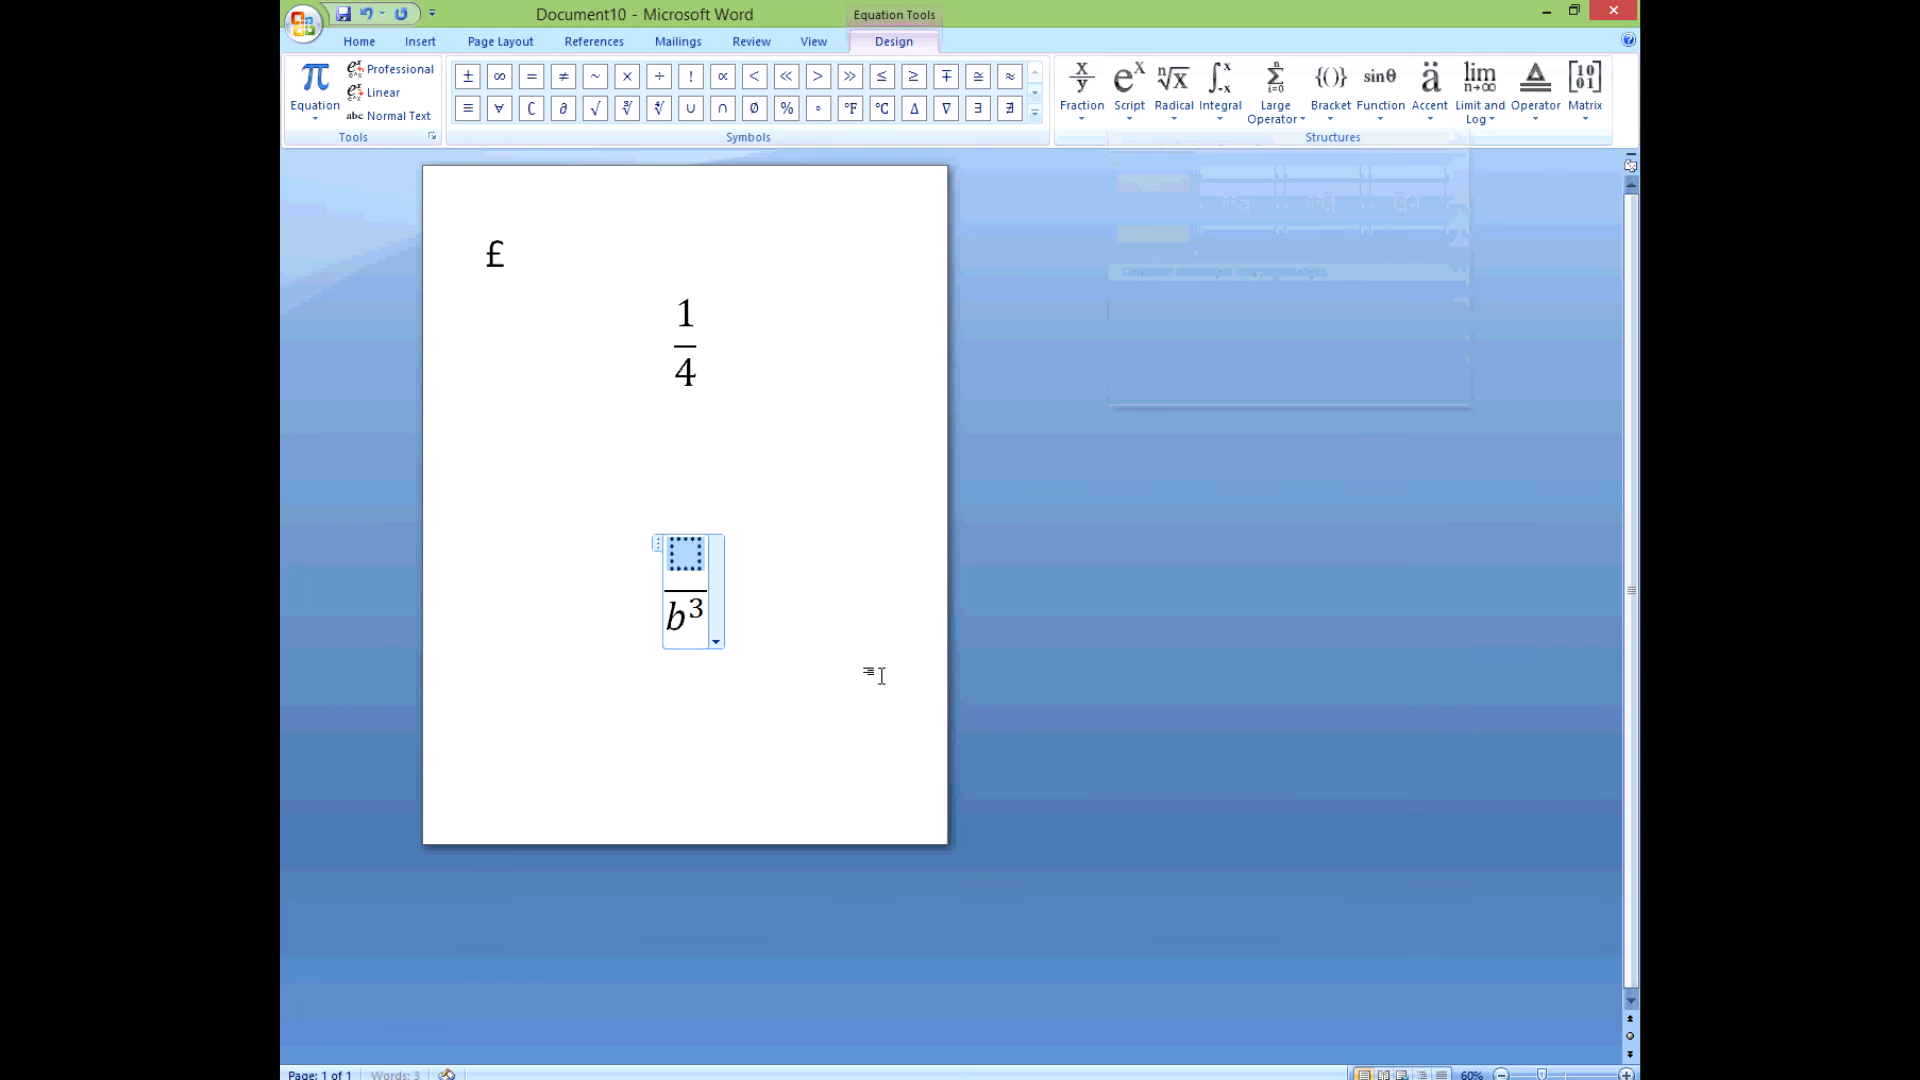 Document10 - Microsoft Word
Equation Tools
Home Insert Page Layout References Mailings Review View Design
π Equation
Professional
Linear
abc Normal Text
Tools
± ∞ = ≠ ~ × ÷ ! ∝ < ≪ > ≫ ≤ ≥ ∓ ≅ ≈
≡ ∀ ∁ ∂ √ ∛ ∜ ∪ ∩ ∅ % ° °F °C ∆ ∇ ∃ ∄
Symbols
Fraction Script Radical Integral Large Operator Bracket Function Accent Limit and Log Operator Matrix
Structures
£
1
4
b³
Page: 1 of 1 Words: 3 60%